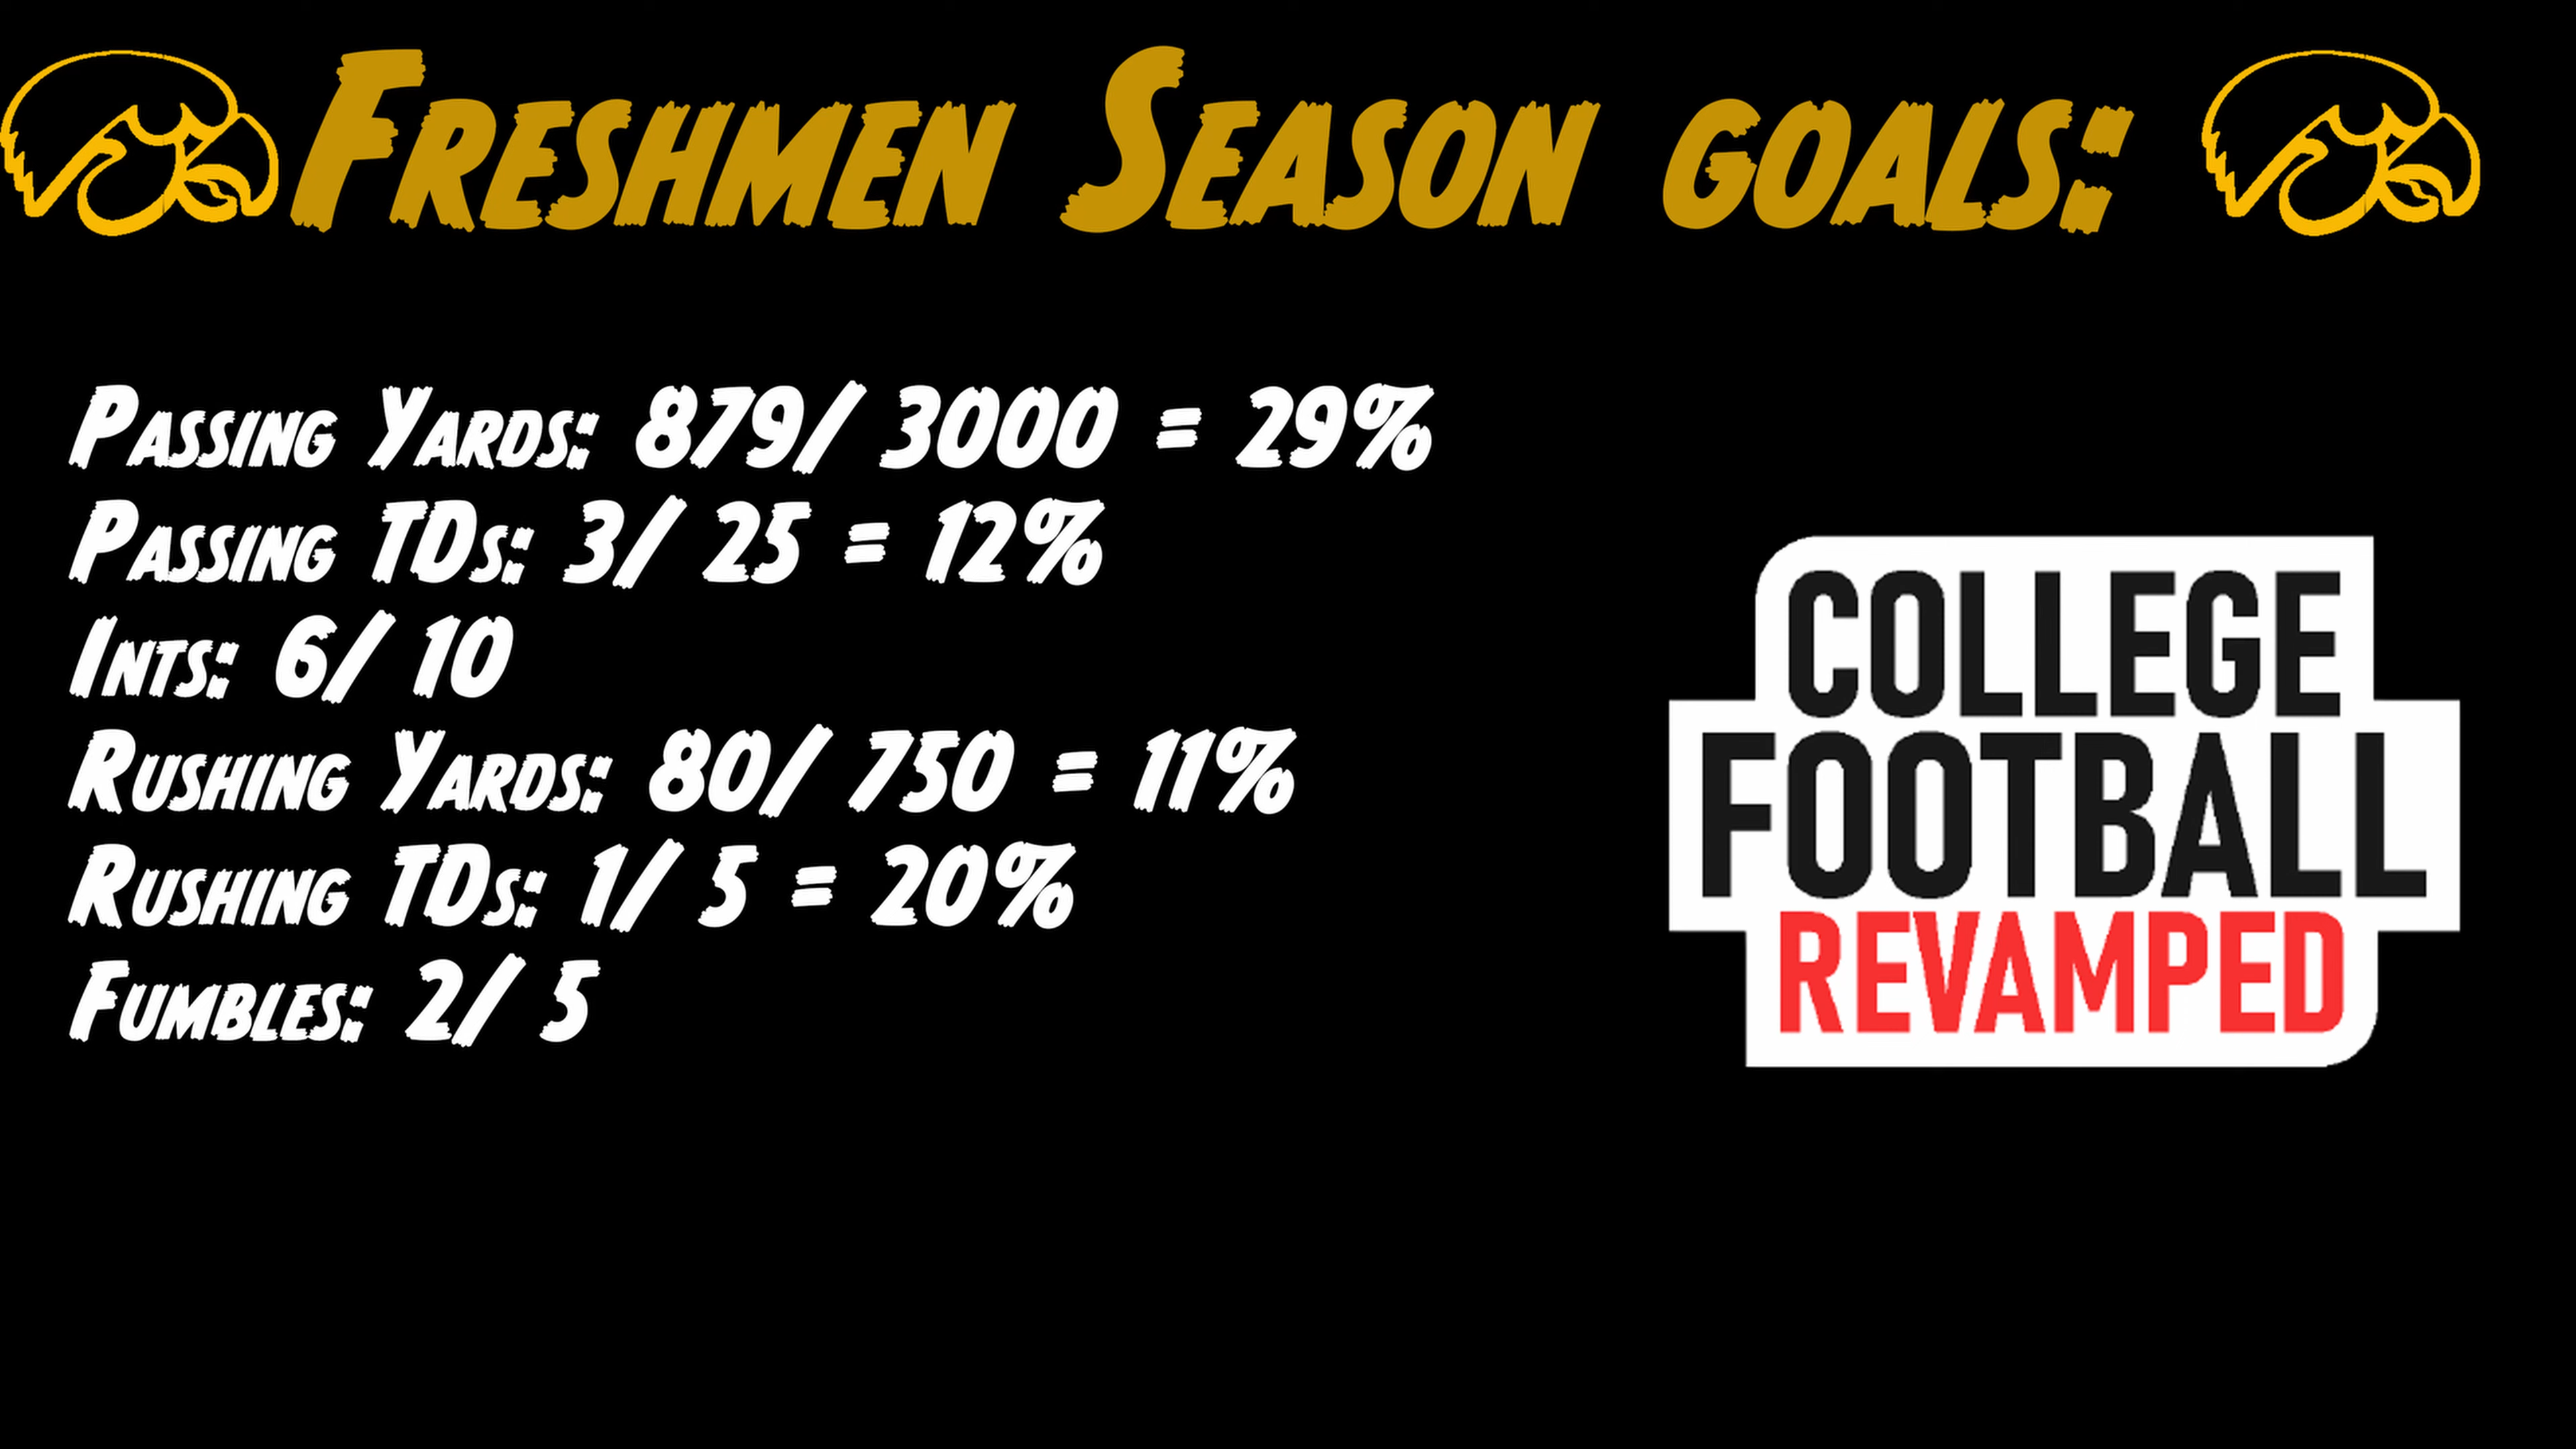 Freshmen Season goals:
Passing Yards: 879/ 3000 = 29%
Passing TDs: 3/ 25 = 12%
Ints: 6/ 10
Rushing Yards: 80/ 750 = 11%
Rushing TDs: 1/ 5 = 20%
Fumbles: 2/ 5
COLLEGE
FOOTBALL
REVAMPED